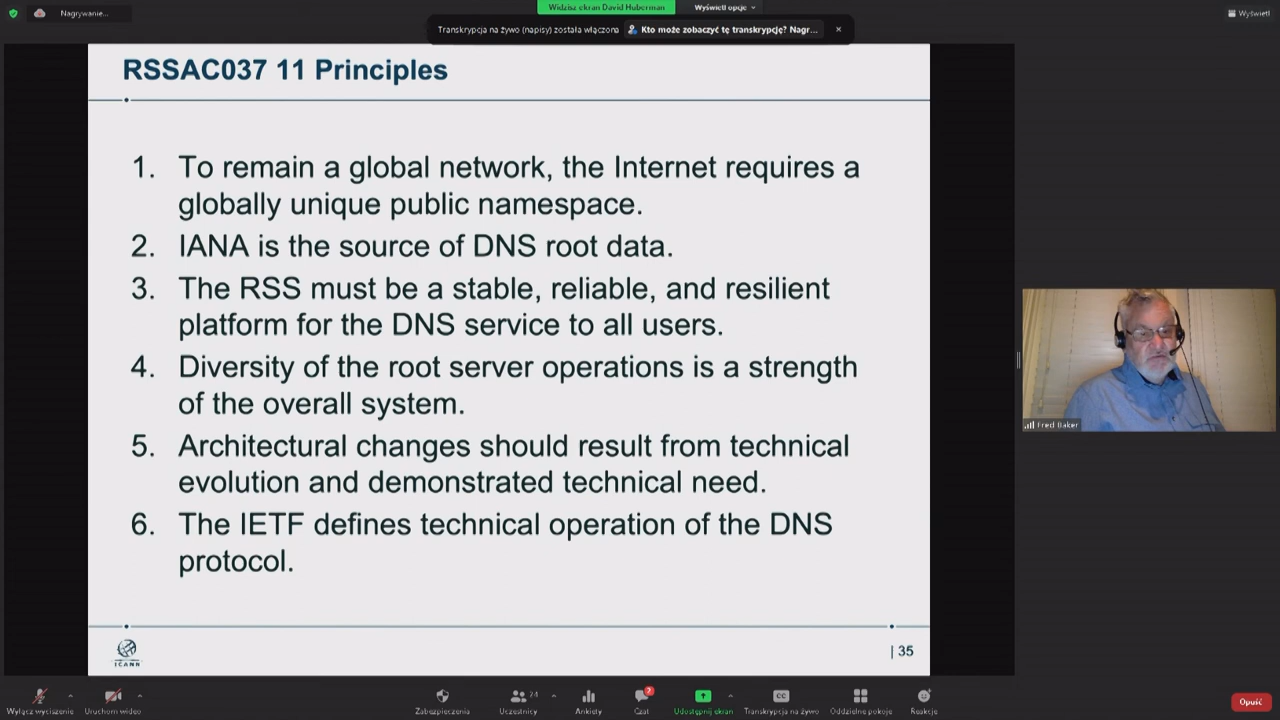 Nagrywanie...
Widzisz ekran David Huberman
Wyświetl opcje
Wyświetl
Transkrypcja na żywo (napisy) została włączona
Kto może zobaczyć tę transkrypcję? Nagr...
RSSAC037 11 Principles
1. To remain a global network, the Internet requires a
globally unique public namespace.
2. IANA is the source of DNS root data.
3. The RSS must be a stable, reliable, and resilient
platform for the DNS service to all users.
4. Diversity of the root server operations is a strength
of the overall system.
5. Architectural changes should result from technical
evolution and demonstrated technical need.
6. The IETF defines technical operation of the DNS
protocol.
Fred Baker
ICANN
| 35
24
2
CC
Wyłącz wyciszenie
Uruchom wideo
Zabezpieczenia
Uczestnicy
Ankiety
Czat
Udostępnij ekran
Transkrypcja na żywo
Oddzielne pokoje
Reakcje
Opuść